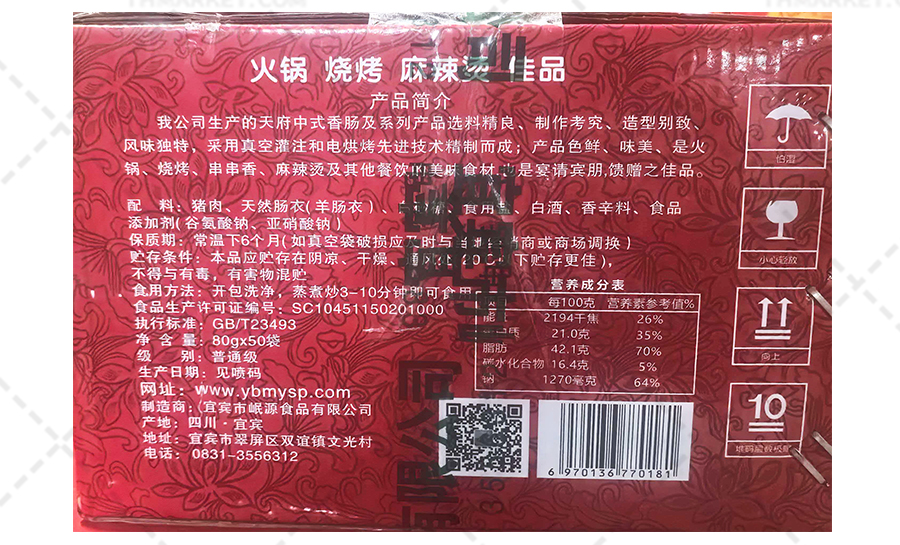 火锅 烧烤 麻辣烫 佳品
产品简介
我公司生产的天府中式香肠及系列产品选料精良、制作考究、造型别致、
风味独特,采用真空灌注和电烘烤先进技术精制而成;产品色鲜、味美、是火
锅、烧烤、串串香、麻辣烫及其他餐饮的美味食材,也是宴请宾朋,馈赠之佳品。
配 料:猪肉、天然肠衣(羊肠衣)、 食用盐、白酒、香辛料、食品
添加剂(谷氨酸钠、亚硝酸钠)
保质期:常温下6个月(如真空袋破损应及时与 销商或商场调换)
贮存条件:本品应贮存在阴凉、干燥、通风处 20 下贮存更佳),
不得与有毒,有害物混贮
食用方法:开包洗净,蒸煮炒3-10分钟即可食用
食品生产许可证编号:SC10451150201000
执行标准:GB/T23493
净 含 量:80gx50袋
级 别:普通级
生产日期:见喷码
网址:www.ybmysp.com
制造商:(宜宾市岷源食品有限公司
产地:四川·宜宾
地址:宜宾市翠屏区双谊镇文光村
电话: 0831-3556312
营养成分表
每100克 营养素参考值%
2194千焦 26%
21.0克 35%
脂肪 42.1克 70%
碳水化合物 16.4克 5%
钠 1270毫克 64%
6 970136 770181
怕湿
小心轻放
向上
10
限公司